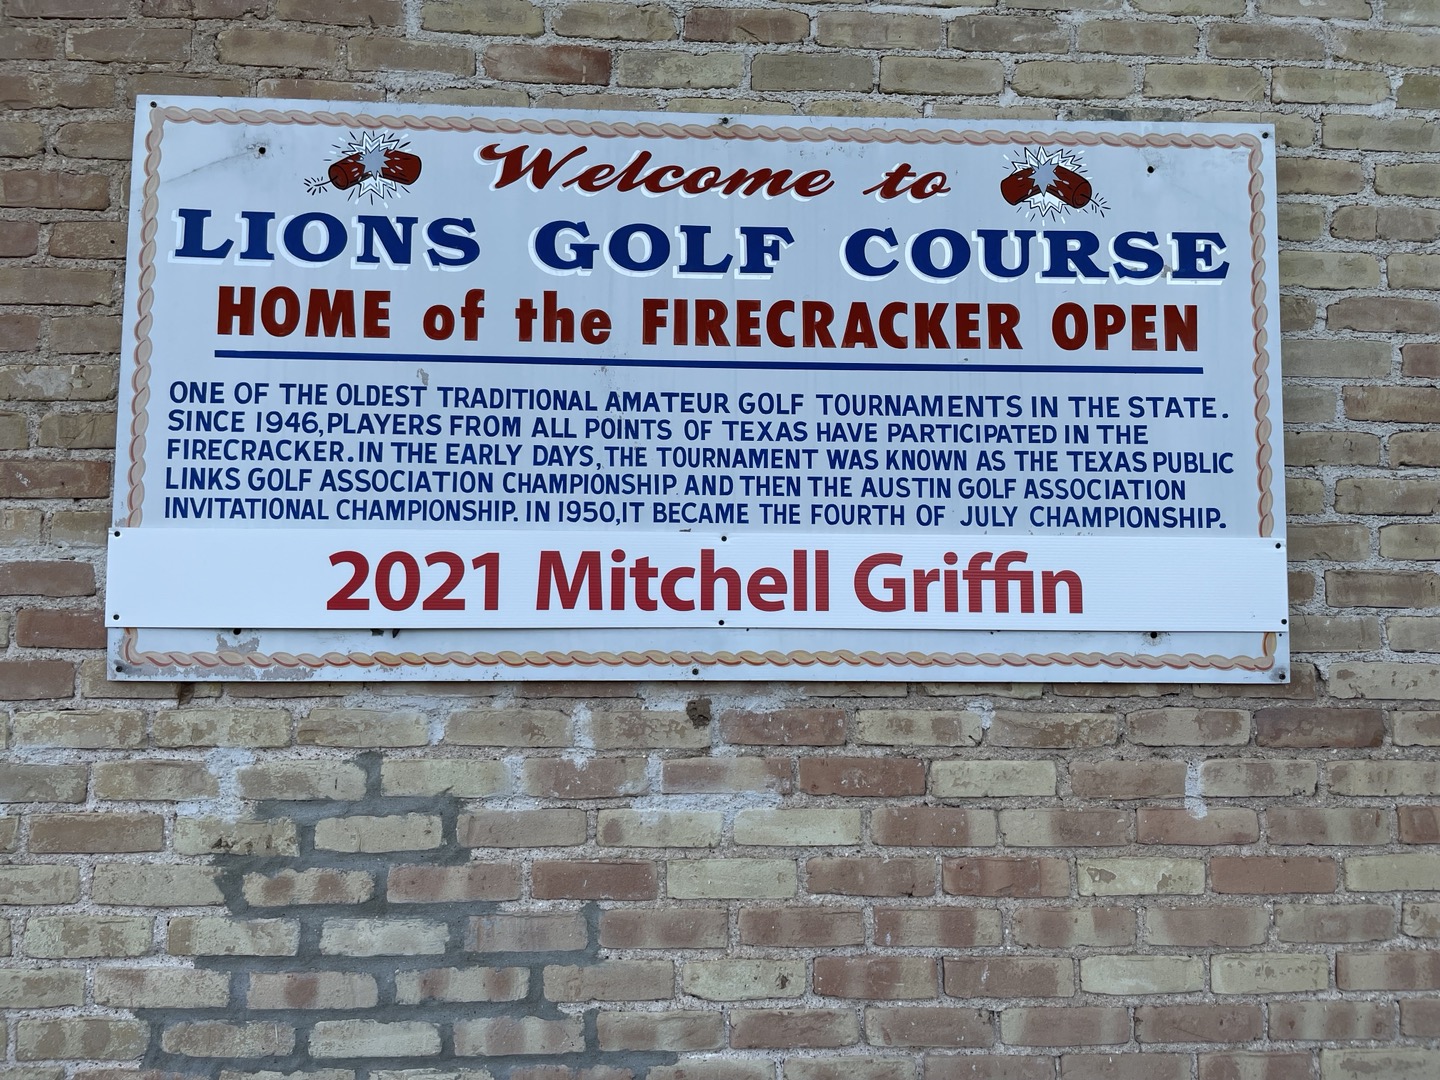 Welcome to
LIONS GOLF COURSE
HOME of the FIRECRACKER OPEN
ONE OF THE OLDEST TRADITIONAL AMATEUR GOLF TOURNAMENTS IN THE STATE.
SINCE 1946, PLAYERS FROM ALL POINTS OF TEXAS HAVE PARTICIPATED IN THE
FIRECRACKER. IN THE EARLY DAYS, THE TOURNAMENT WAS KNOWN AS THE TEXAS PUBLIC
LINKS GOLF ASSOCIATION CHAMPIONSHIP AND THEN THE AUSTIN GOLF ASSOCIATION
INVITATIONAL CHAMPIONSHIP. IN 1950, IT BECAME THE FOURTH OF JULY CHAMPIONSHIP.
2021 Mitchell Griffin